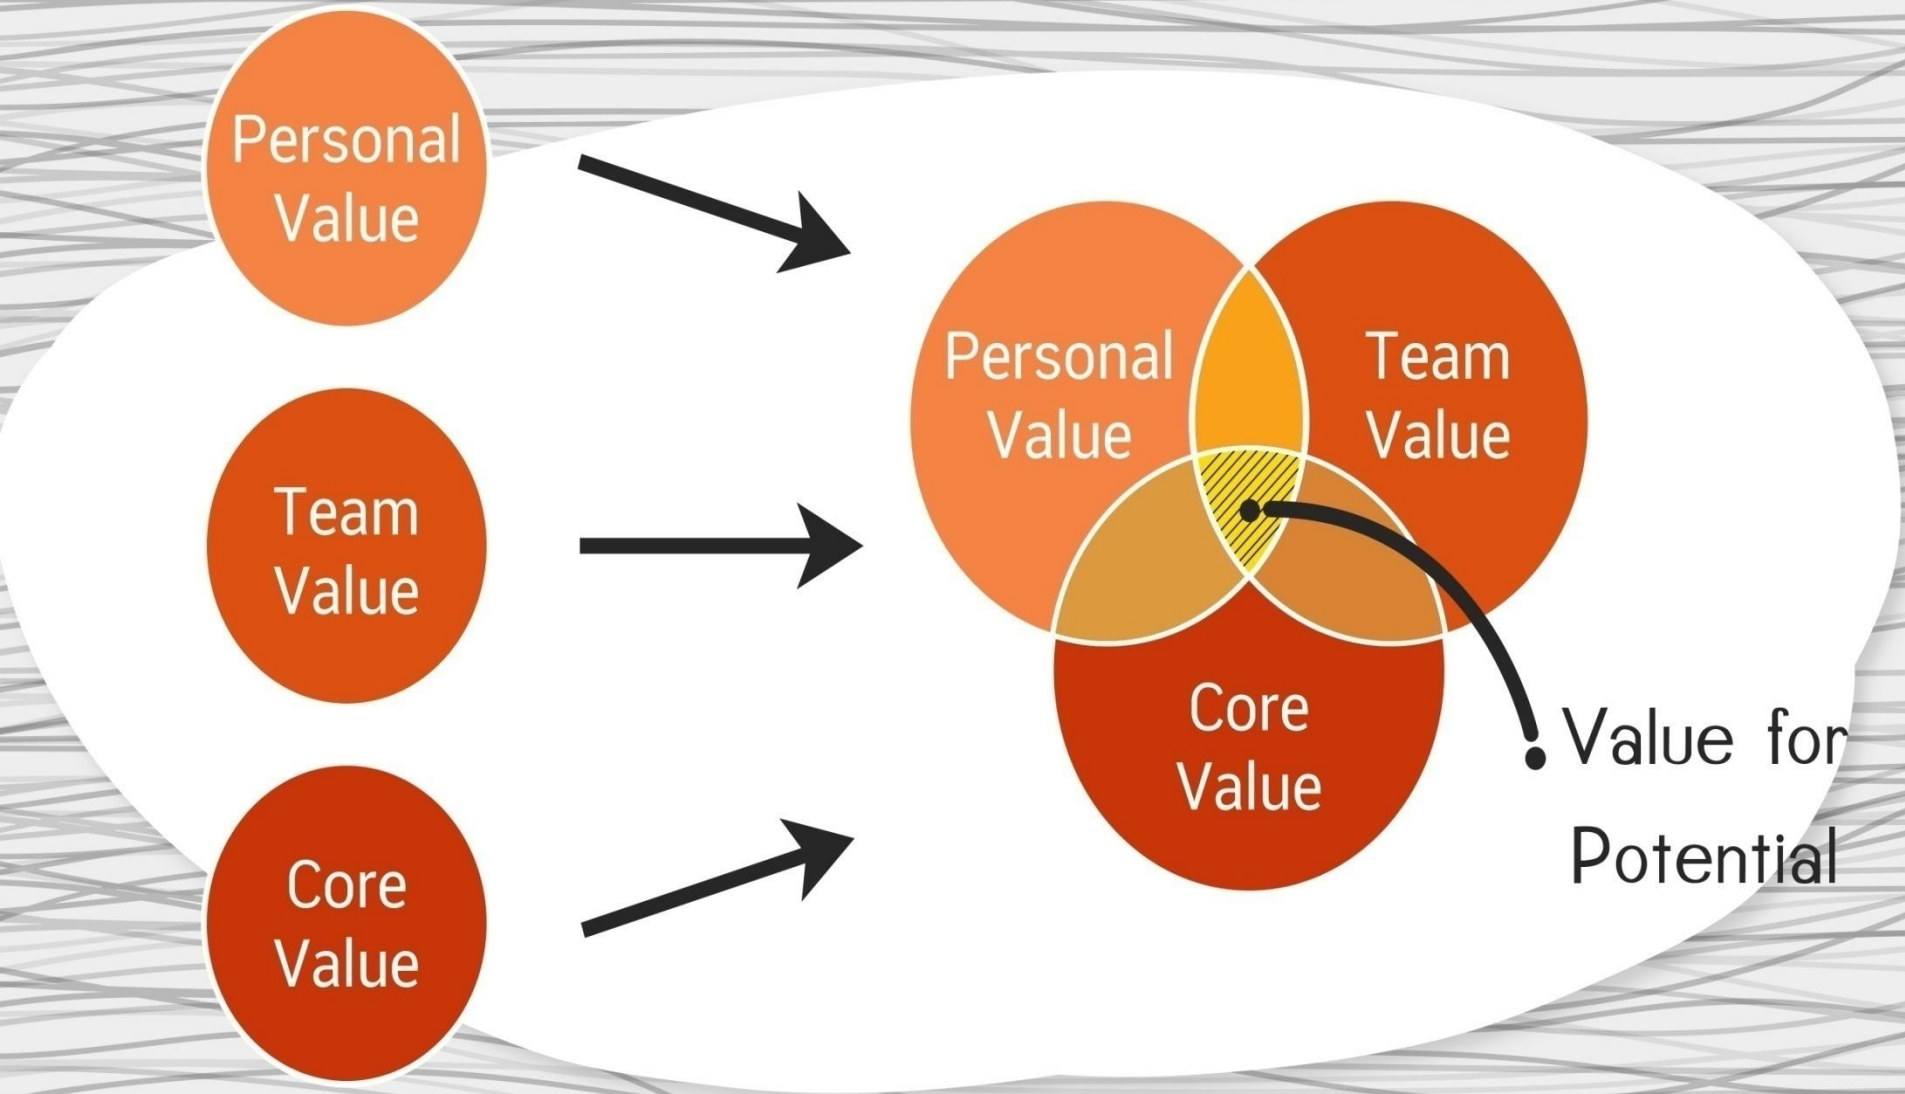 Personal
Value
Team
Value
Core
Value
Personal
Value
Team
Value
Core
Value
Value for
Potential